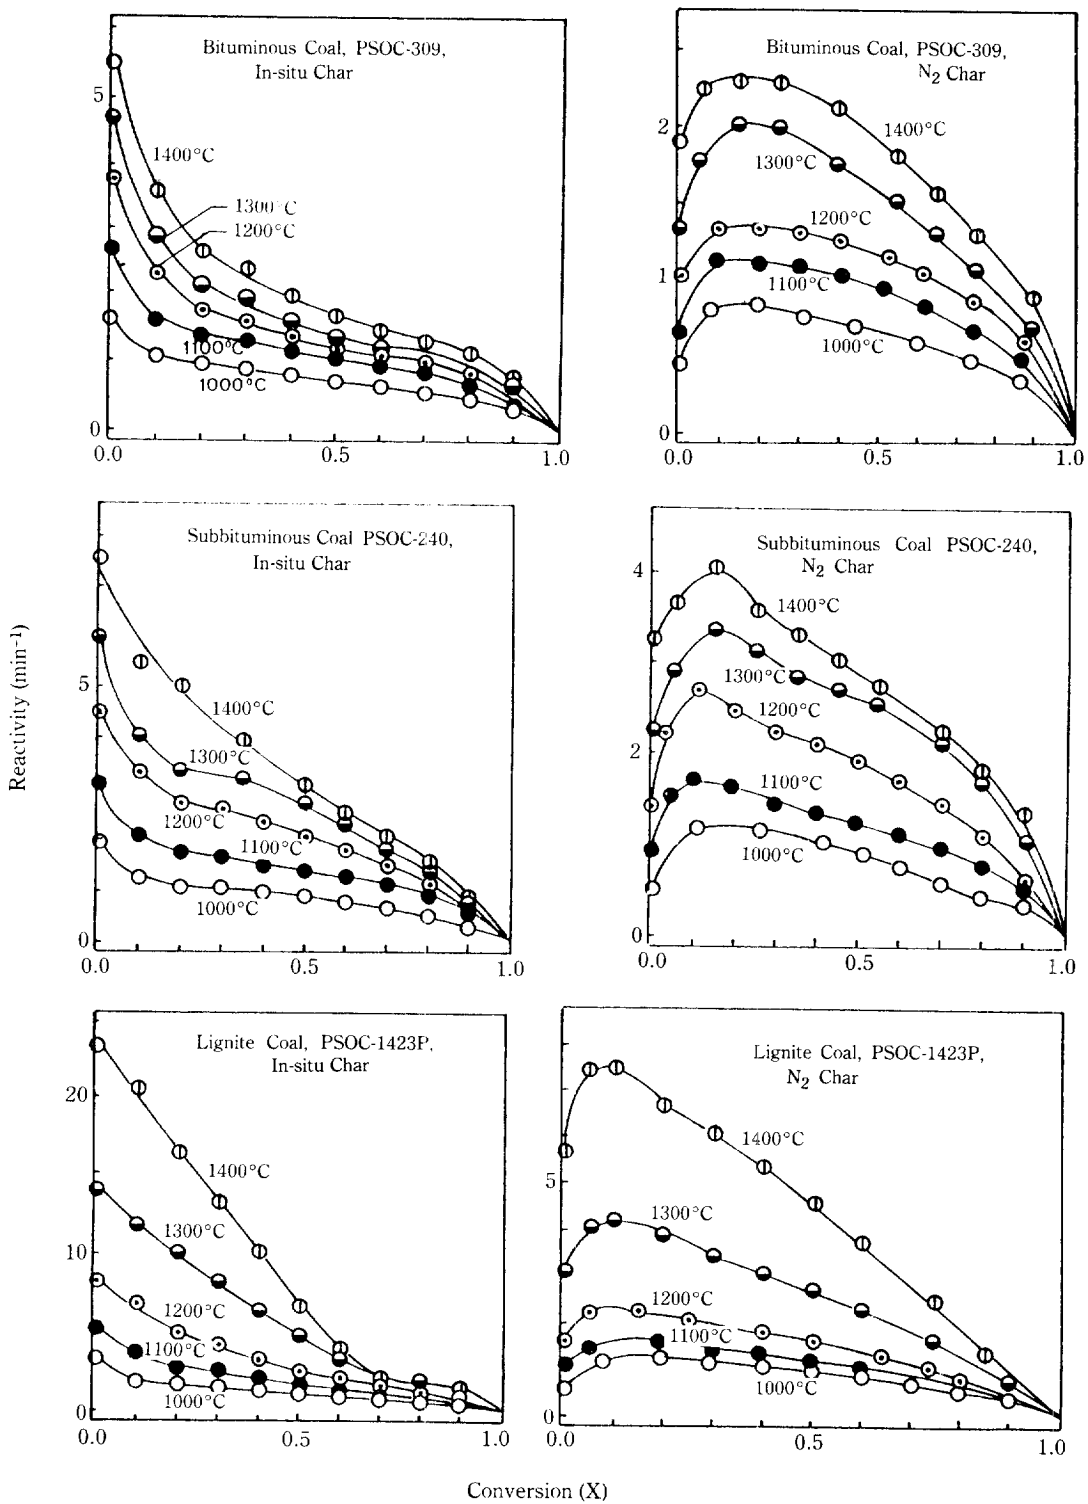 Bituminous Coal, PSOC-309,
In-situ Char
5
1400°C
1300°C
1200°C
1100°C
1000°C
0
0.0
0.5
1.0
Bituminous Coal, PSOC-309,
N2 Char
2
1400°C
1300°C
1200°C
1
1100°C
1000°C
0
0.0
0.5
1.0
Subbituminous Coal PSOC-240,
In-situ Char
5
1400°C
1300°C
1200°C
1100°C
1000°C
0
0.0
0.5
1.0
Subbituminous Coal PSOC-240,
N2 Char
4
1400°C
1300°C
1200°C
2
1100°C
1000°C
0
0.0
0.5
1.0
Reactivity (min-1)
Lignite Coal, PSOC-1423P,
In-situ Char
20
1400°C
1300°C
10
1200°C
1100°C
1000°C
0
0.0
0.5
1.0
Lignite Coal, PSOC-1423P,
N2 Char
1400°C
5
1300°C
1200°C
1100°C
1000°C
0
0.0
0.5
1.0
Conversion (X)